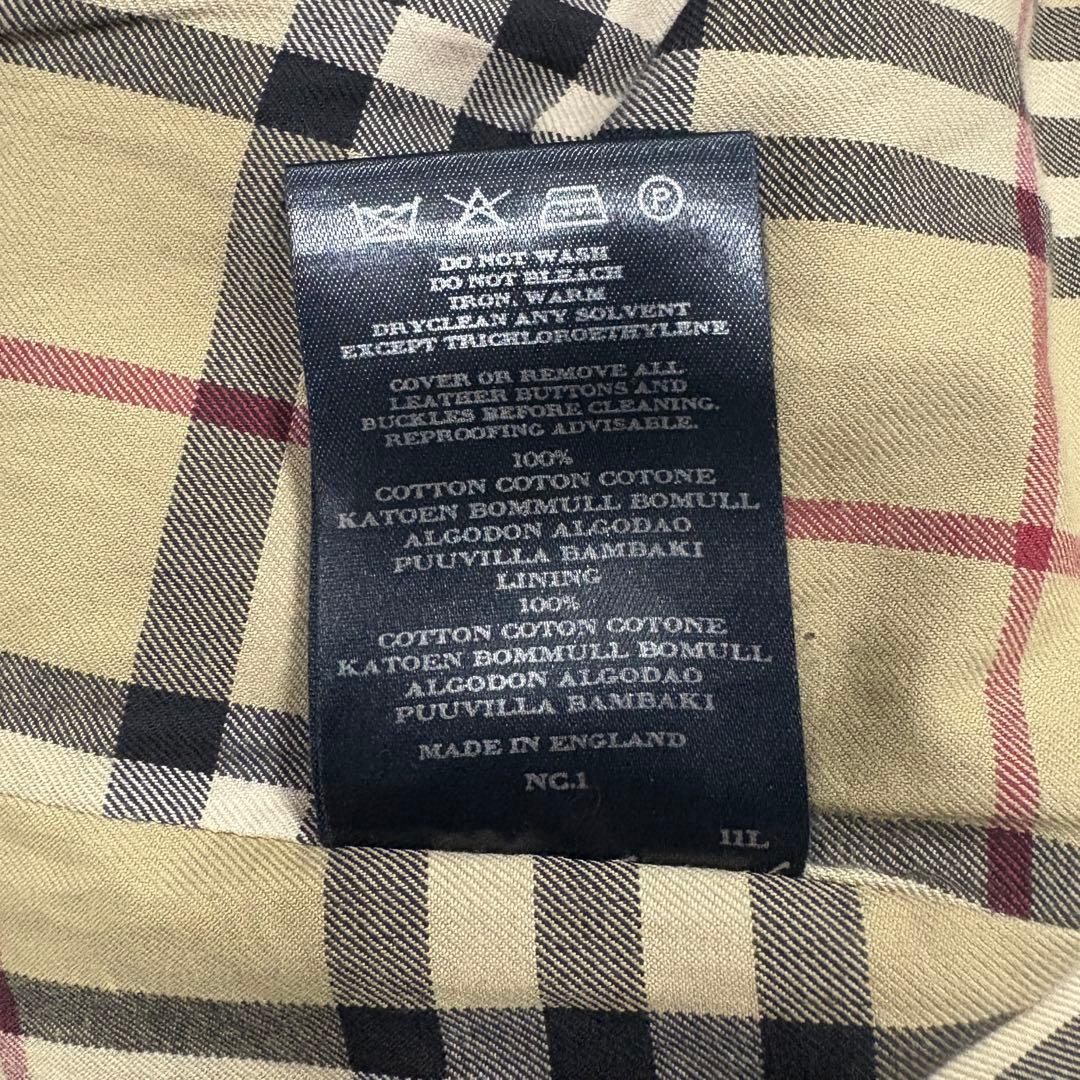 P
DO NOT WASH
DO NOT BLEACH
IRON, WARM
DRYCLEAN ANY SOLVENT
EXCEPT TRICHLOROETHYLENE
COVER OR REMOVE ALL
LEATHER BUTTONS AND
BUCKLES BEFORE CLEANING.
REPROOFING ADVISABLE.
100%
COTTON COTON COTONE
KATOEN BOMMULL BOMULL
ALGODON ALGODAO
PUUVILLA BAMBAKI
LINING
100%
COTTON COTON COTONE
KATOEN BOMMULL BOMULL
ALGODON ALGODAO
PUUVILLA BAMBAKI
MADE IN ENGLAND
NC.1
11L